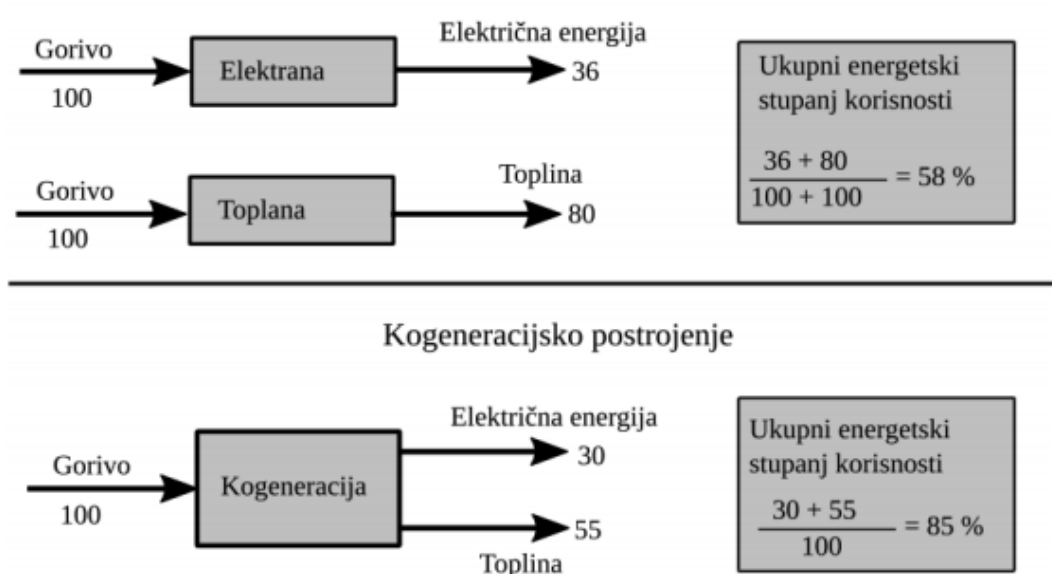 Gorivo
100
Elektrana
Električna energija
36
Ukupni energetski
stupanj korisnosti
36 + 80
100 + 100
= 58 %
Gorivo
100
Toplana
Toplina
80
Kogeneracijsko postrojenje
Gorivo
100
Kogeneracija
Električna energija
30
55
Toplina
Ukupni energetski
stupanj korisnosti
30 + 55
100
= 85 %